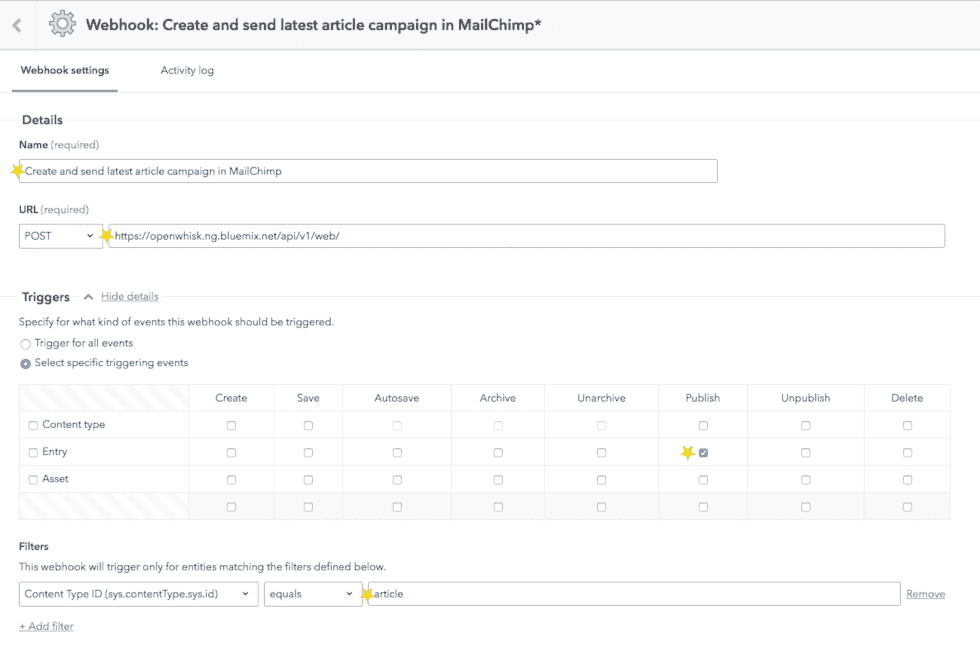 Webhook: Create and send latest article campaign in MailChimp*
Webhook settings Activity log
Details
Name (required)
Create and send latest article campaign in MailChimp
URL (required)
POST https://openwhisk.ng.bluemix.net/api/v1/web/
Triggers Hide details
Specify for what kind of events this webhook should be triggered.
Trigger for all events
Select specific triggering events
Create Save Autosave Archive Unarchive Publish Unpublish Delete
Content type
Entry
Asset
Filters
This webhook will trigger only for entities matching the filters defined below.
Content Type ID (sys.contentType.sys.id) equals article Remove
+ Add filter